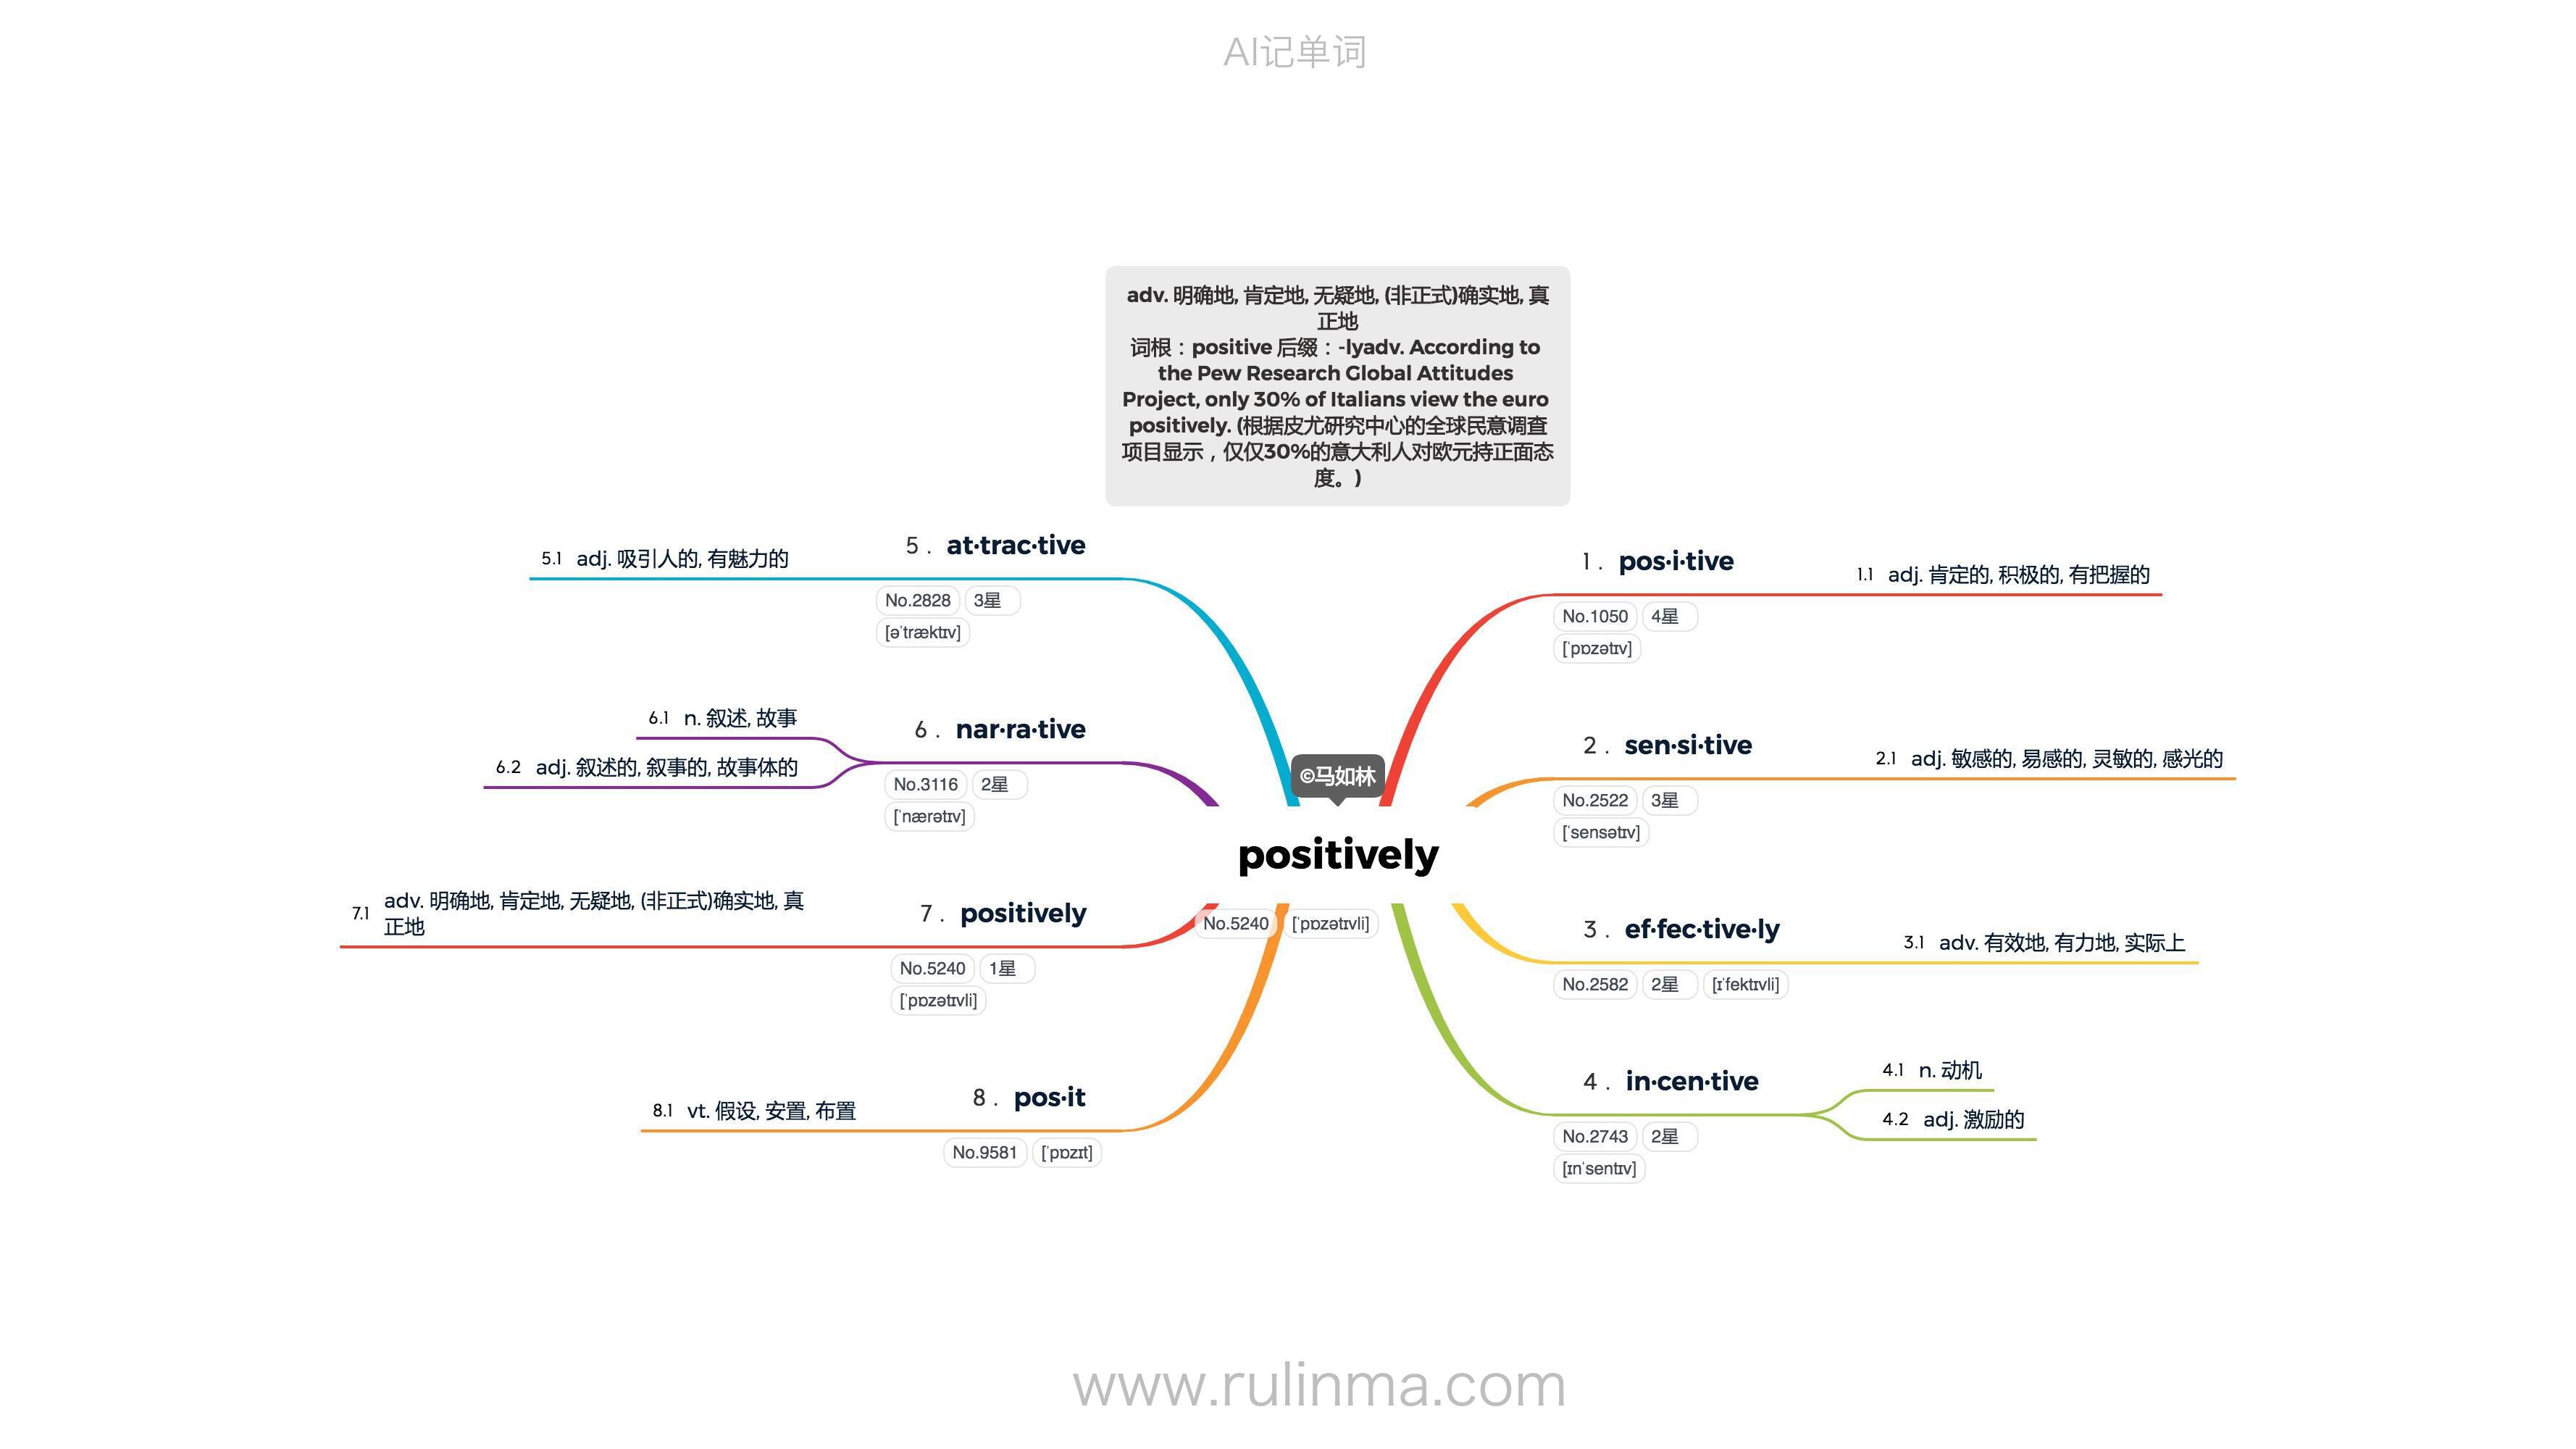 AI记单词
adv. 明确地, 肯定地, 无疑地, (非正式)确实地, 真
正地
词根：positive 后缀：-lyadv. According to
the Pew Research Global Attitudes
Project, only 30% of Italians view the euro
positively. (根据皮尤研究中心的全球民意调查
项目显示，仅仅30%的意大利人对欧元持正面态
度。)
©马如林
positively
No.5240 [ˈpɒzətɪvli]
1. pos·i·tive
No.1050 4星
[ˈpɒzətɪv]
1.1 adj. 肯定的, 积极的, 有把握的
2. sen·si·tive
No.2522 3星
[ˈsensətɪv]
2.1 adj. 敏感的, 易感的, 灵敏的, 感光的
3. ef·fec·tive·ly
No.2582 2星 [ɪˈfektɪvli]
3.1 adv. 有效地, 有力地, 实际上
4. in·cen·tive
No.2743 2星
[ɪnˈsentɪv]
4.1 n. 动机
4.2 adj. 激励的
5. at·trac·tive
No.2828 3星
[əˈtræktɪv]
5.1 adj. 吸引人的, 有魅力的
6. nar·ra·tive
No.3116 2星
[ˈnærətɪv]
6.1 n. 叙述, 故事
6.2 adj. 叙述的, 叙事的, 故事体的
7. positively
No.5240 1星
[ˈpɒzətɪvli]
7.1 adv. 明确地, 肯定地, 无疑地, (非正式)确实地, 真
正地
8. pos·it
No.9581 [ˈpɒzɪt]
8.1 vt. 假设, 安置, 布置
www.rulinma.com